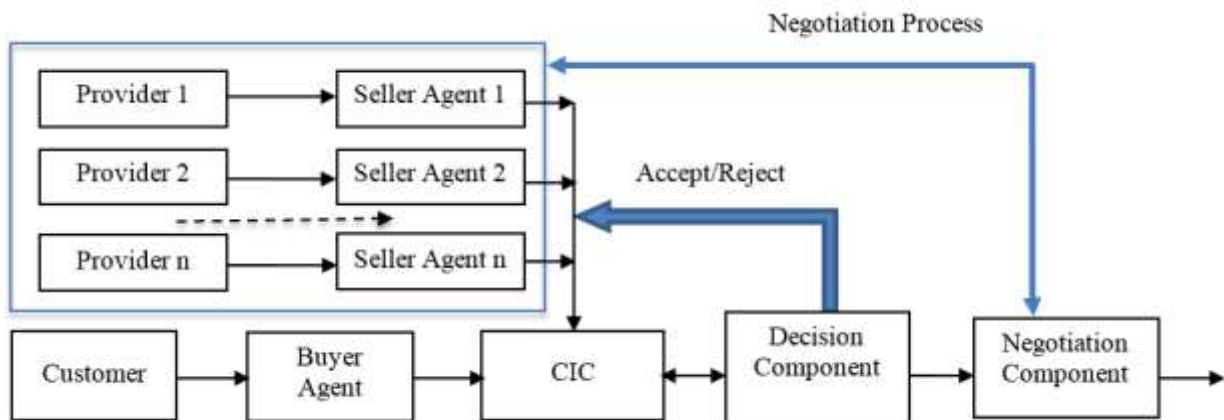 Negotiation Process
Provider 1
Seller Agent 1
Provider 2
Seller Agent 2
Accept/Reject
Provider n
Seller Agent n
Customer
Buyer
Agent
CIC
Decision
Component
Negotiation
Component